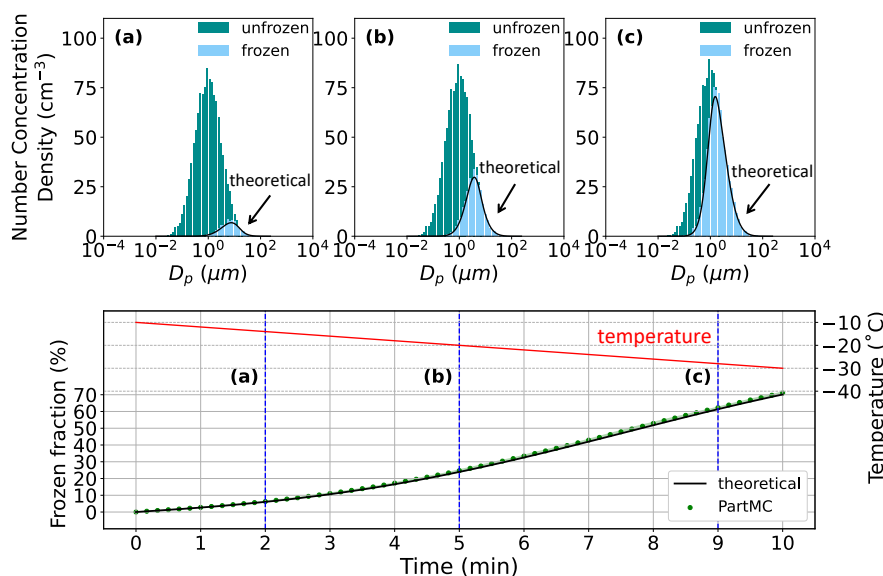 (a)
unfrozen
frozen
theoretical
100
75
50
25
0
Number Concentration
Density (cm⁻³)
10⁻⁴ 10⁻² 10⁰ 10² 10⁴
Dₚ (μm)
(b)
unfrozen
frozen
theoretical
100
75
50
25
0
10⁻⁴ 10⁻² 10⁰ 10² 10⁴
Dₚ (μm)
(c)
unfrozen
frozen
theoretical
100
75
50
25
0
10⁻⁴ 10⁻² 10⁰ 10² 10⁴
Dₚ (μm)
temperature
(a) (b) (c)
70
60
50
40
30
20
10
0
Frozen fraction (%)
−10
−20
−30
−40
Temperature (°C)
theoretical
PartMC
0 1 2 3 4 5 6 7 8 9 10
Time (min)